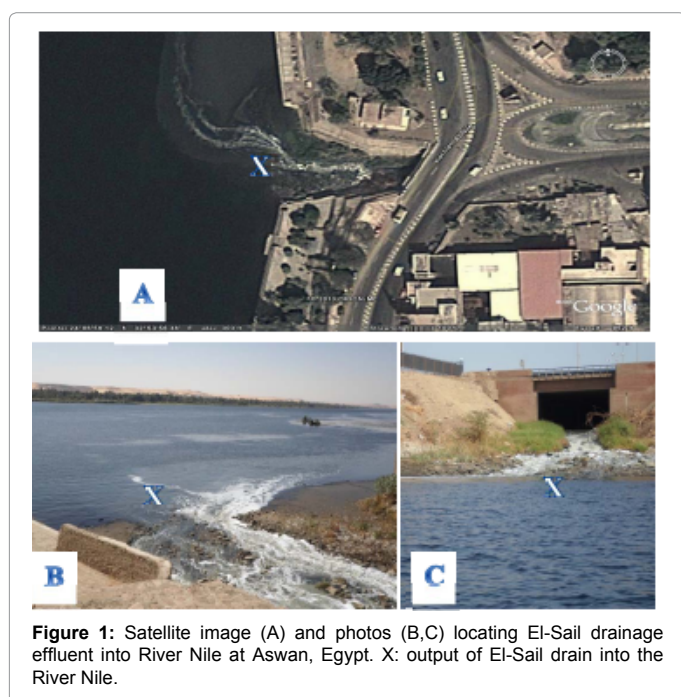 X
A
Google
X
B
X
C
Figure 1: Satellite image (A) and photos (B,C) locating El-Sail drainage
effluent into River Nile at Aswan, Egypt. X: output of El-Sail drain into the
River Nile.